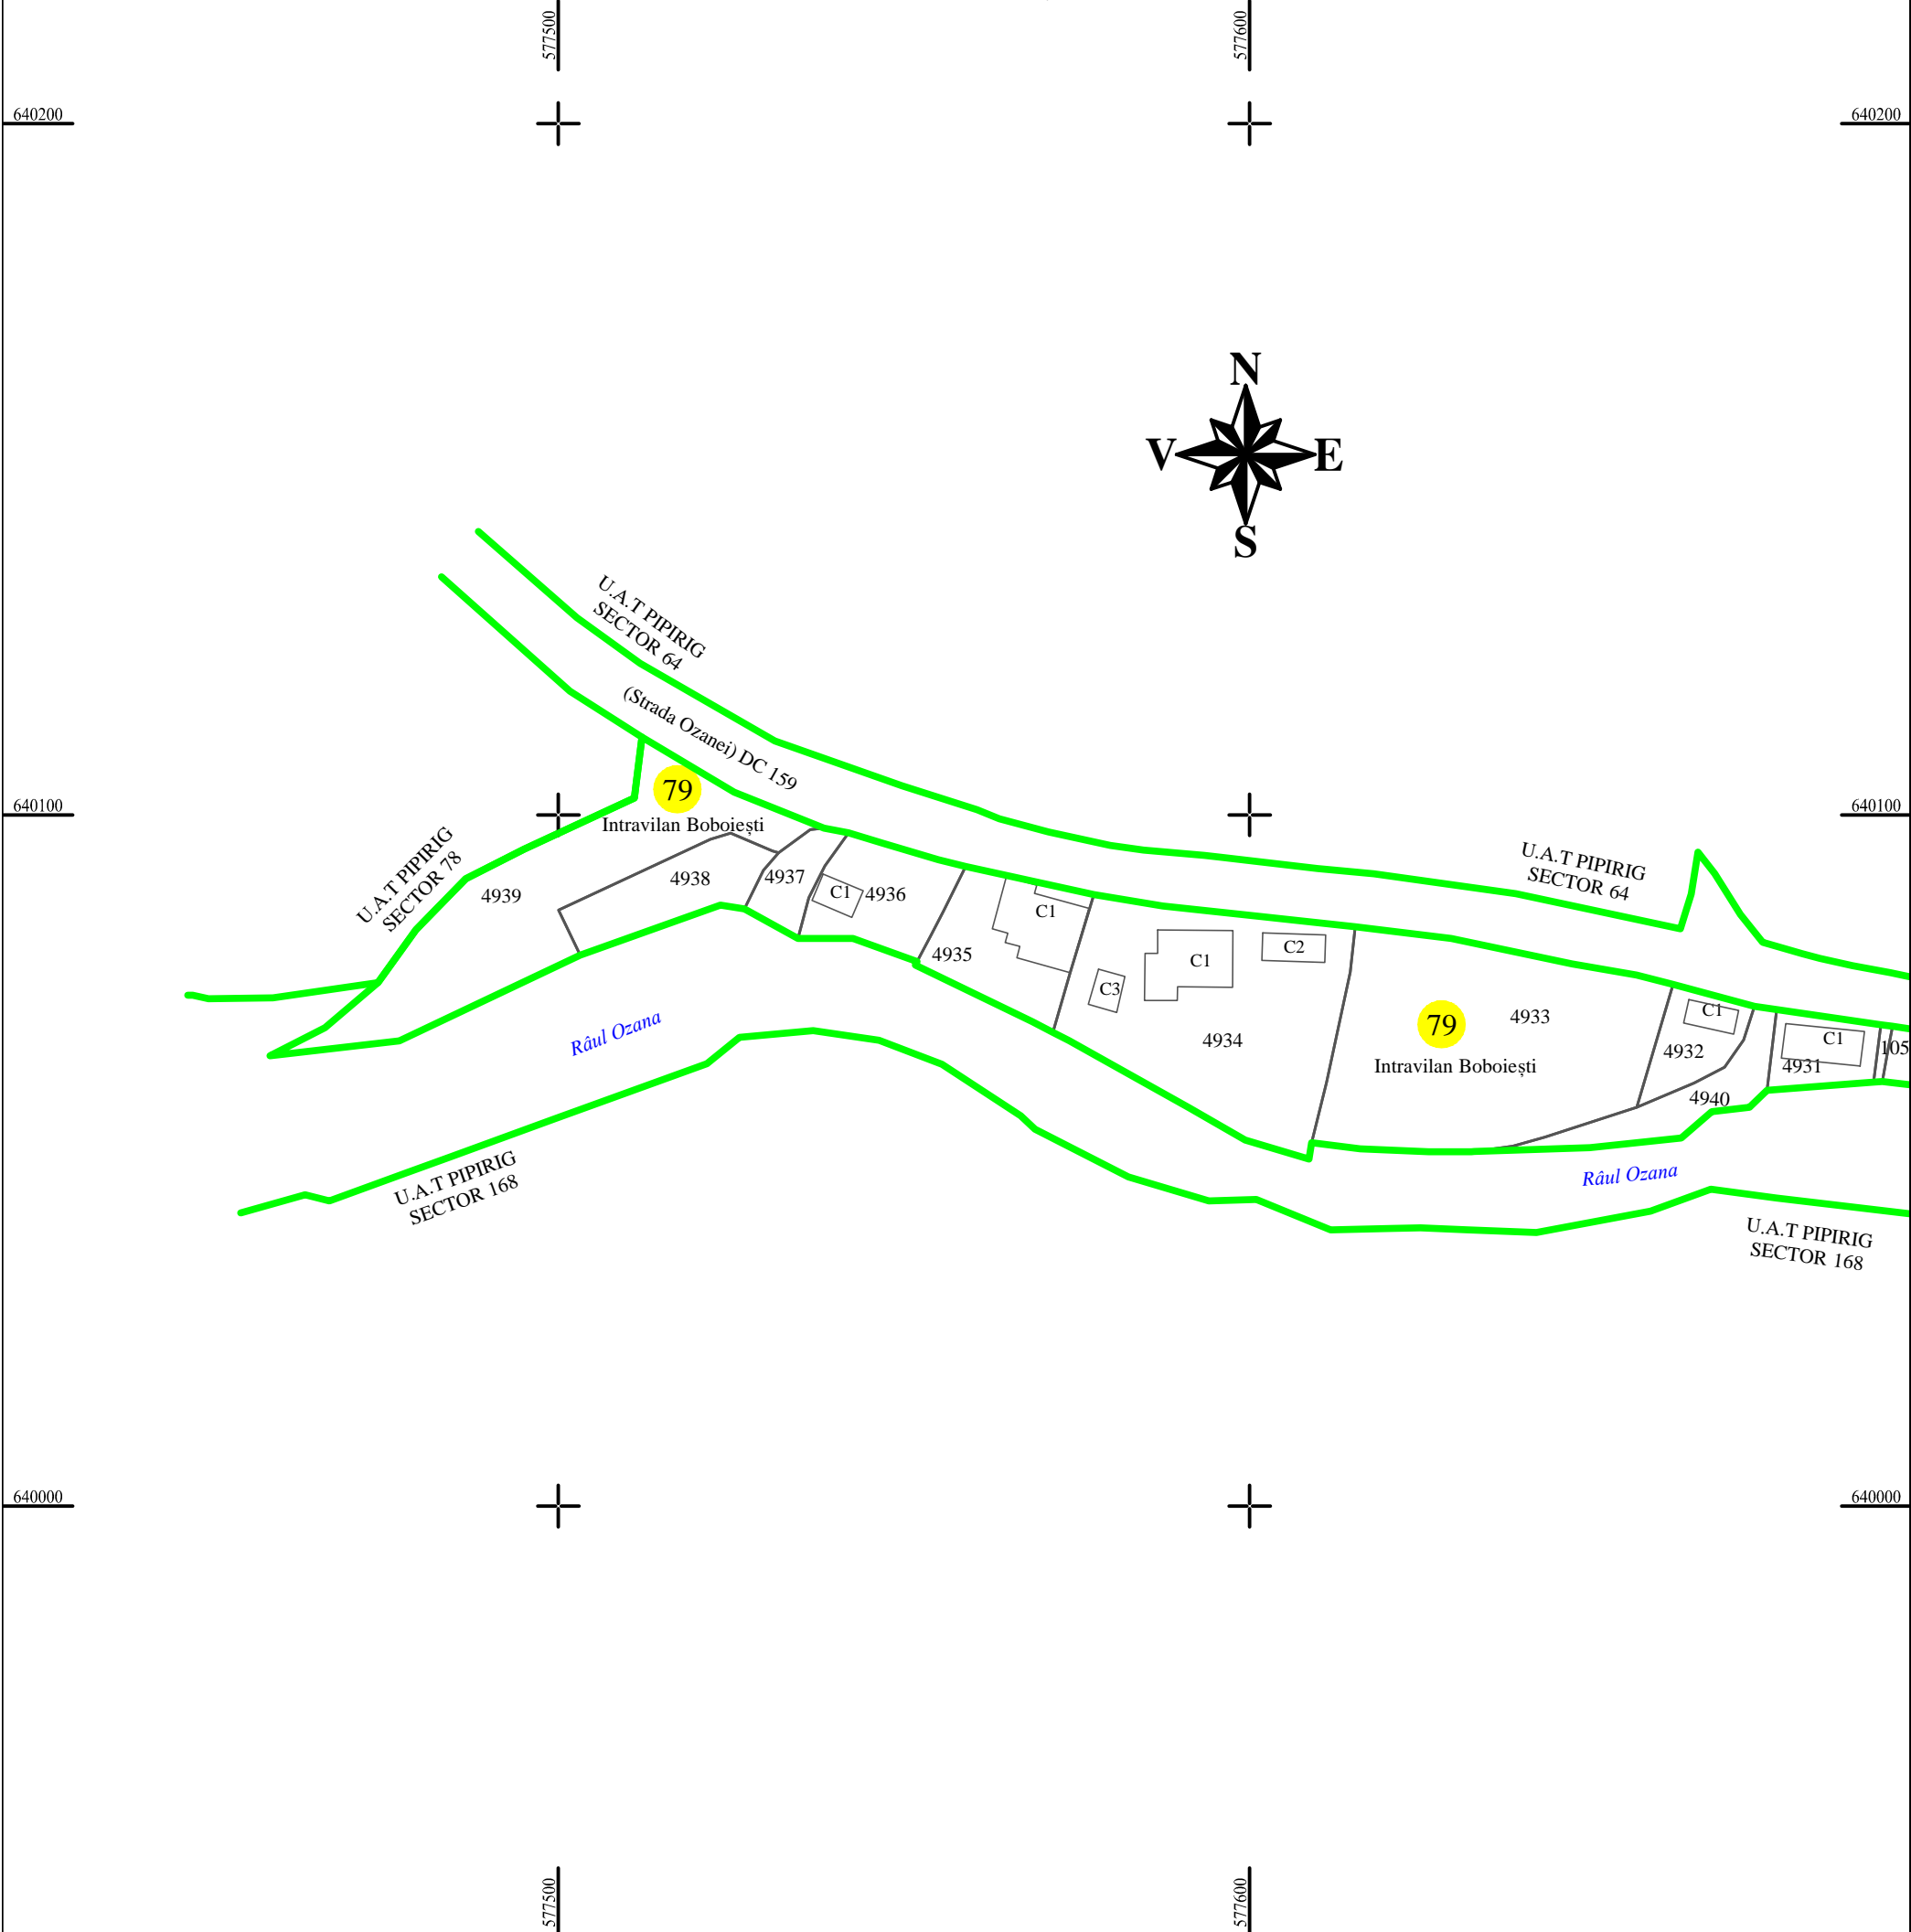 577500
577600
640200
640200
N
V
E
S
U.A.T PIPIRIG
SECTOR 64
(Strada Ozanei) DC 159
79
Intravilan Boboiești
640100
640100
U.A.T PIPIRIG
SECTOR 78
U.A.T PIPIRIG
SECTOR 64
4939
4938
4937
C1
4936
4935
C1
C1
C2
C3
4934
79
4933
Intravilan Boboiești
C1
4932
4940
C1
4931
105
Râul Ozana
Râul Ozana
U.A.T PIPIRIG
SECTOR 168
U.A.T PIPIRIG
SECTOR 168
640000
640000
577500
577600